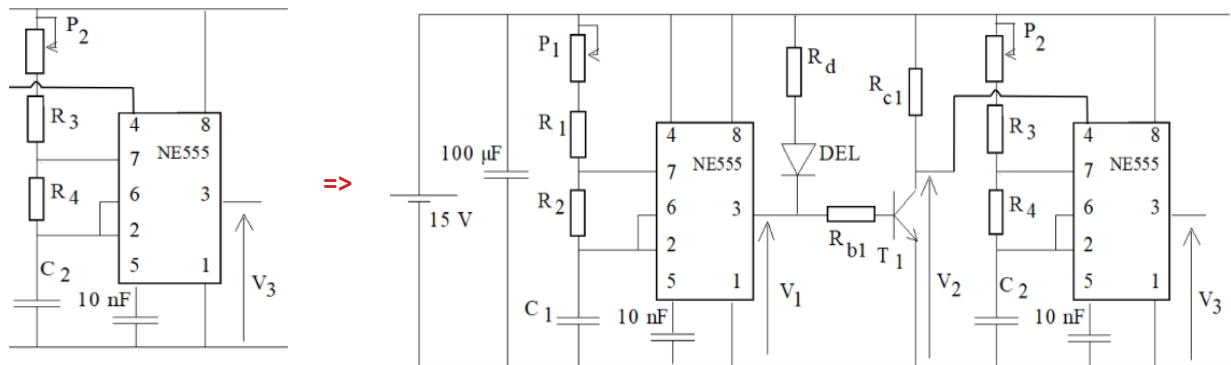 P2
R3
4 8
NE555
7
R4
6 3
2
5 1
C2
10 nF
V3
=>
15 V
100 µF
P1
R1
R2
C1
4 8
NE555
7
6 3
2
5 1
10 nF
Rd
DEL
Rb1
V1
Rc1
T1
V2
P2
R3
R4
C2
4 8
NE555
7
6 3
2
5 1
10 nF
V3